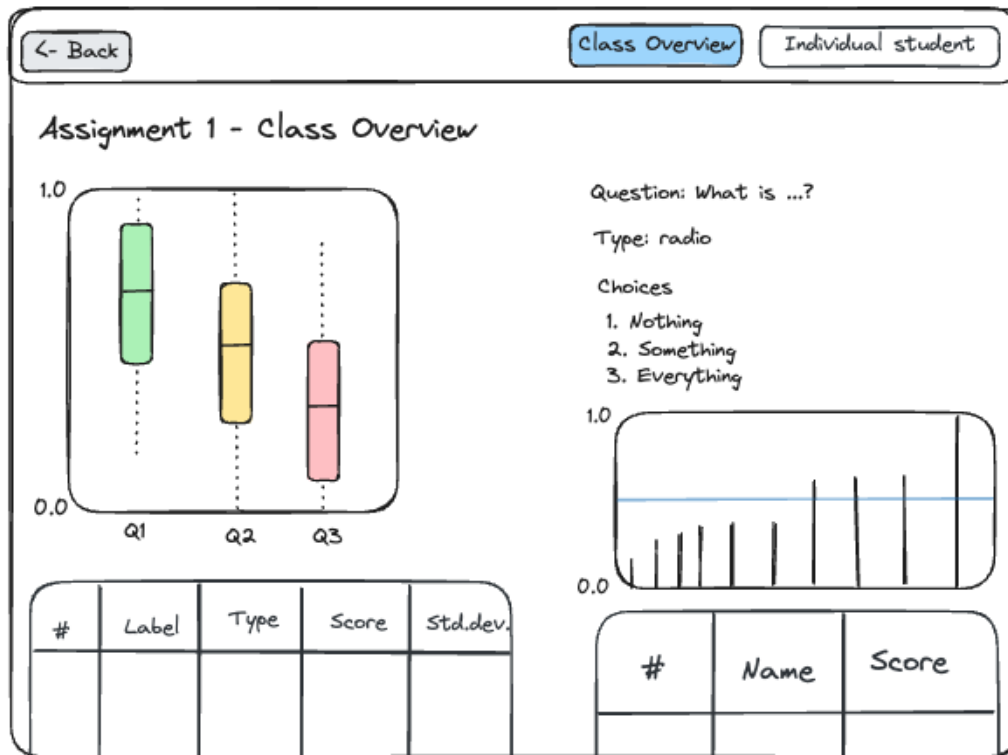 <- Back
Class Overview
Individual student
Assignment 1 - Class Overview
1.0
0.0
Q1
Q2
Q3
#
Label
Type
Score
Std.dev.
Question: What is ...?
Type: radio
Choices
1. Nothing
2. Something
3. Everything
1.0
0.0
#
Name
Score